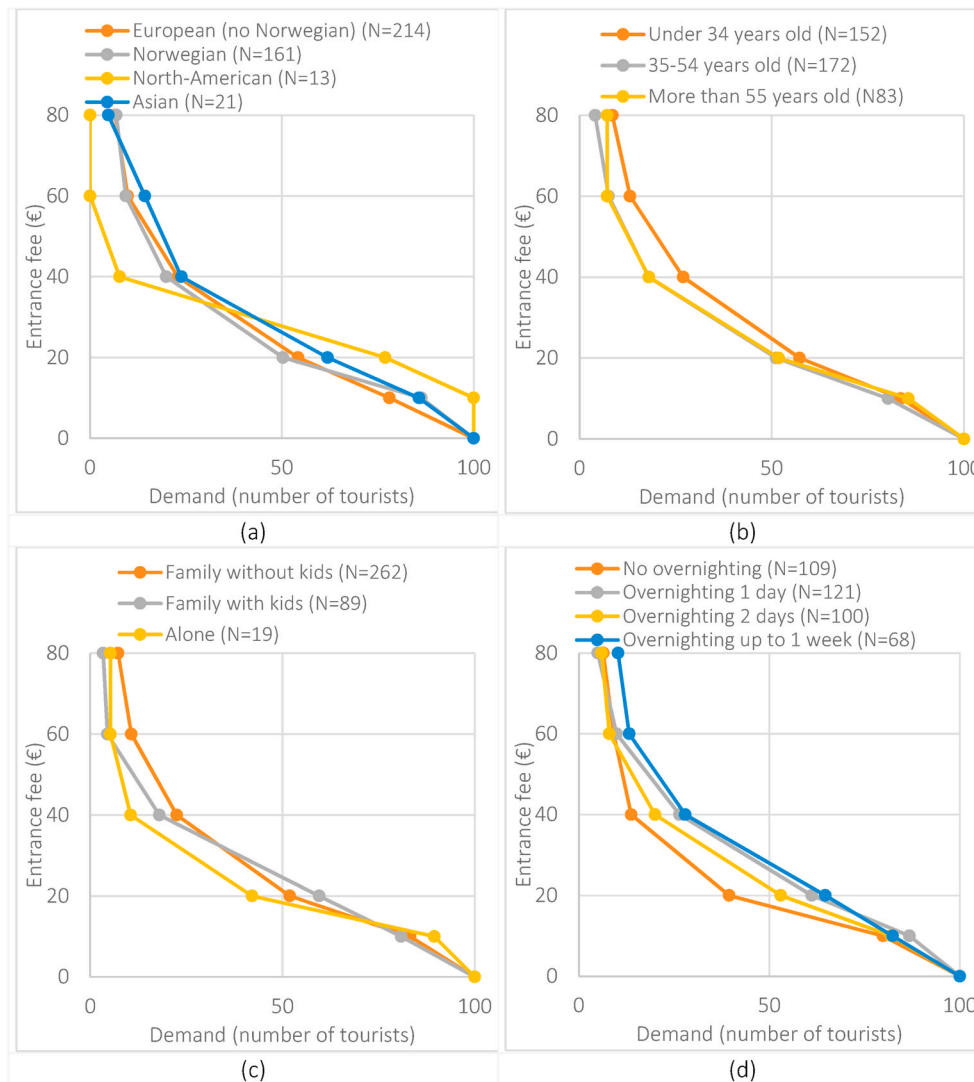 European (no Norwegian) (N=214)
Norwegian (N=161)
North-American (N=13)
Asian (N=21)
80
60
40
20
0
Entrance fee (€)
0 50 100
Demand (number of tourists)
(a)
Under 34 years old (N=152)
35-54 years old (N=172)
More than 55 years old (N83)
80
60
40
20
0
Entrance fee (€)
0 50 100
Demand (number of tourists)
(b)
Family without kids (N=262)
Family with kids (N=89)
Alone (N=19)
80
60
40
20
0
Entrance fee (€)
0 50 100
Demand (number of tourists)
(c)
No overnighting (N=109)
Overnighting 1 day (N=121)
Overnighting 2 days (N=100)
Overnighting up to 1 week (N=68)
80
60
40
20
0
Entrance fee (€)
0 50 100
Demand (number of tourists)
(d)